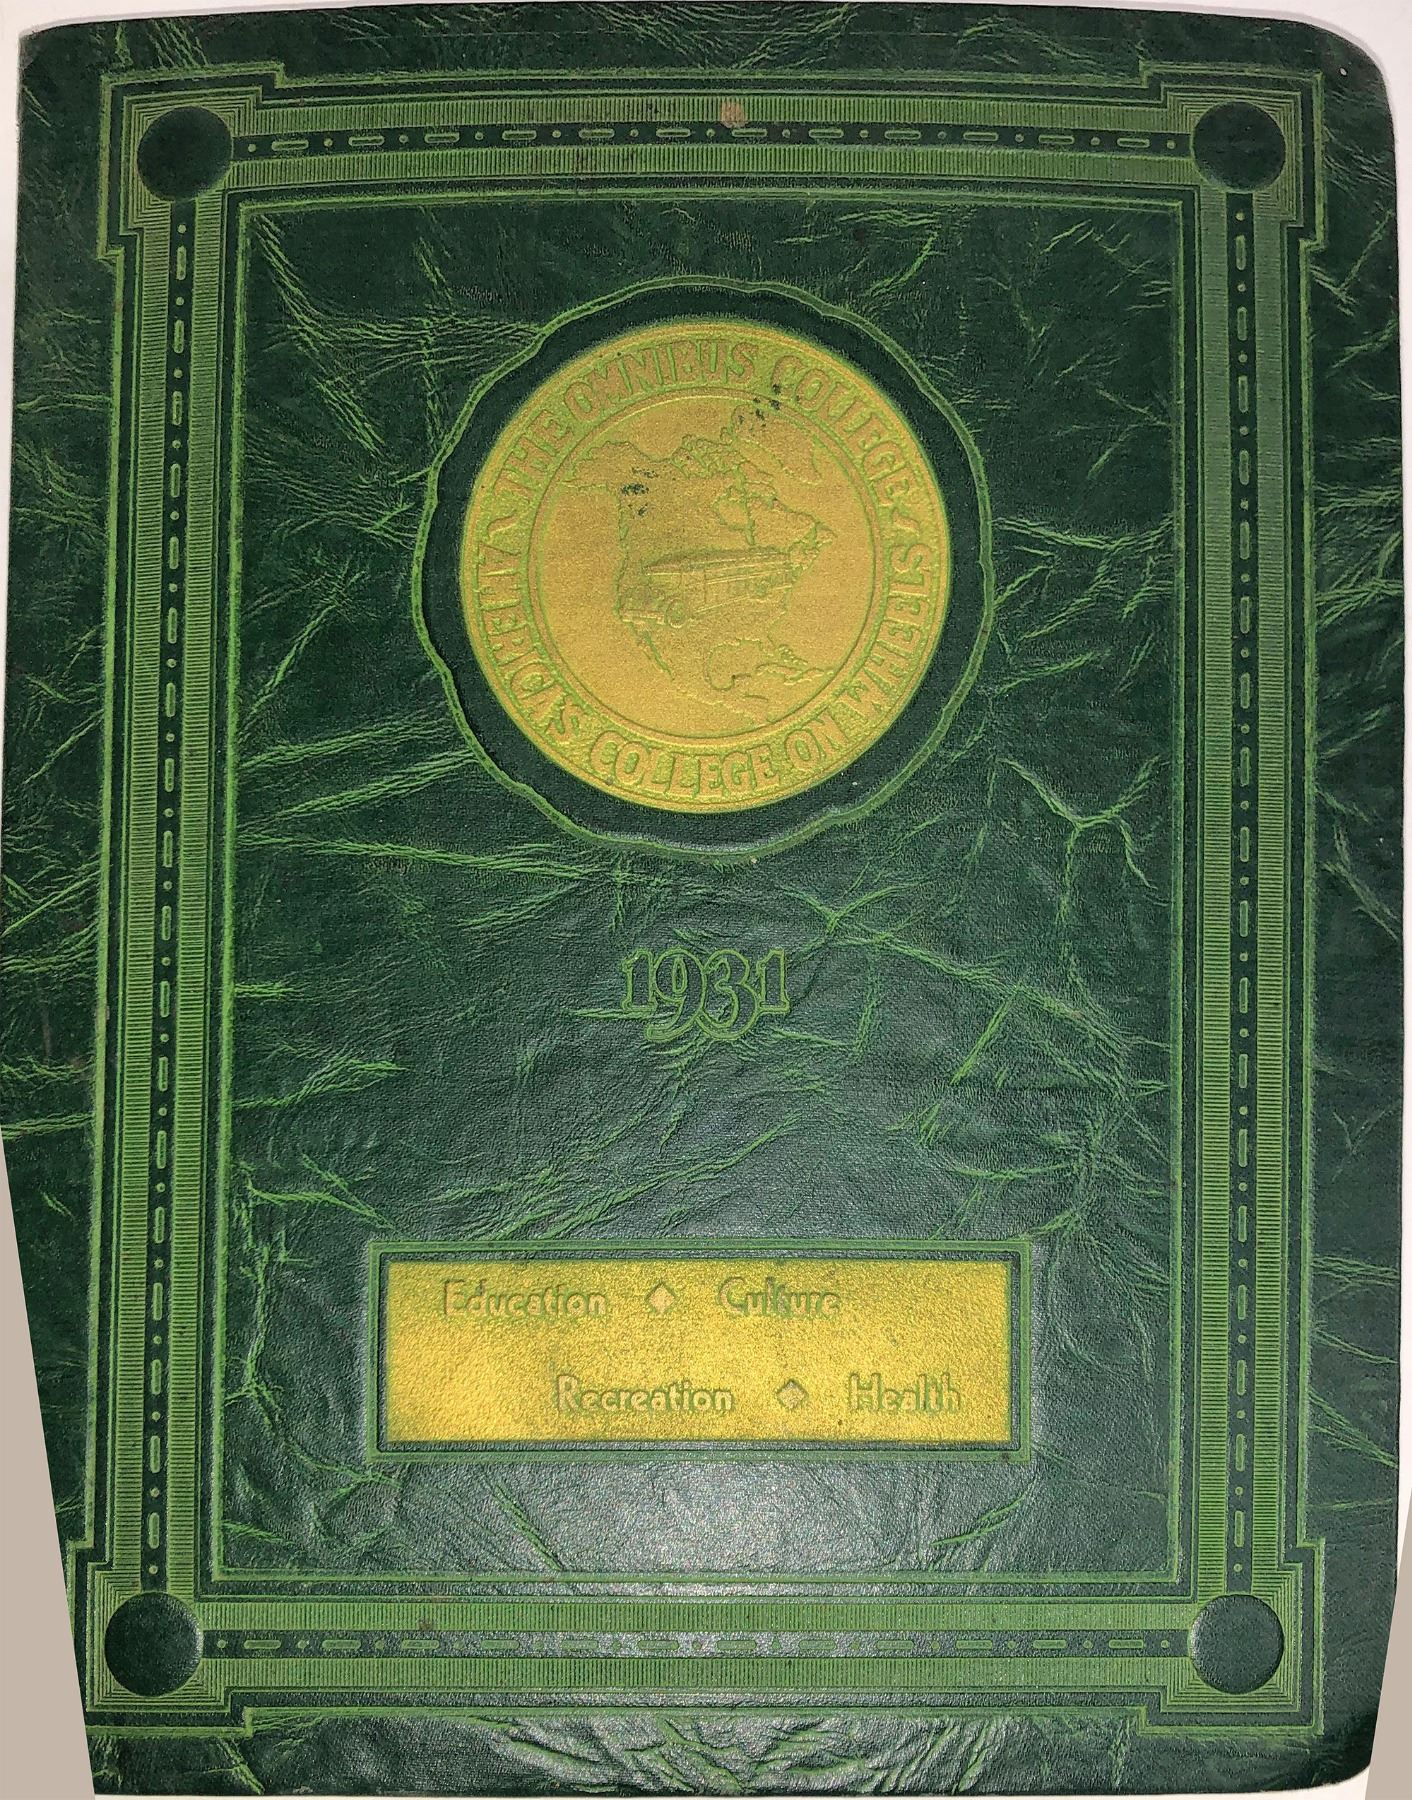 THE OMNIBUS COLLEGE
AMERICA'S COLLEGE ON WHEELS
1931
Education ◆ Culture
Recreation ◆ Health